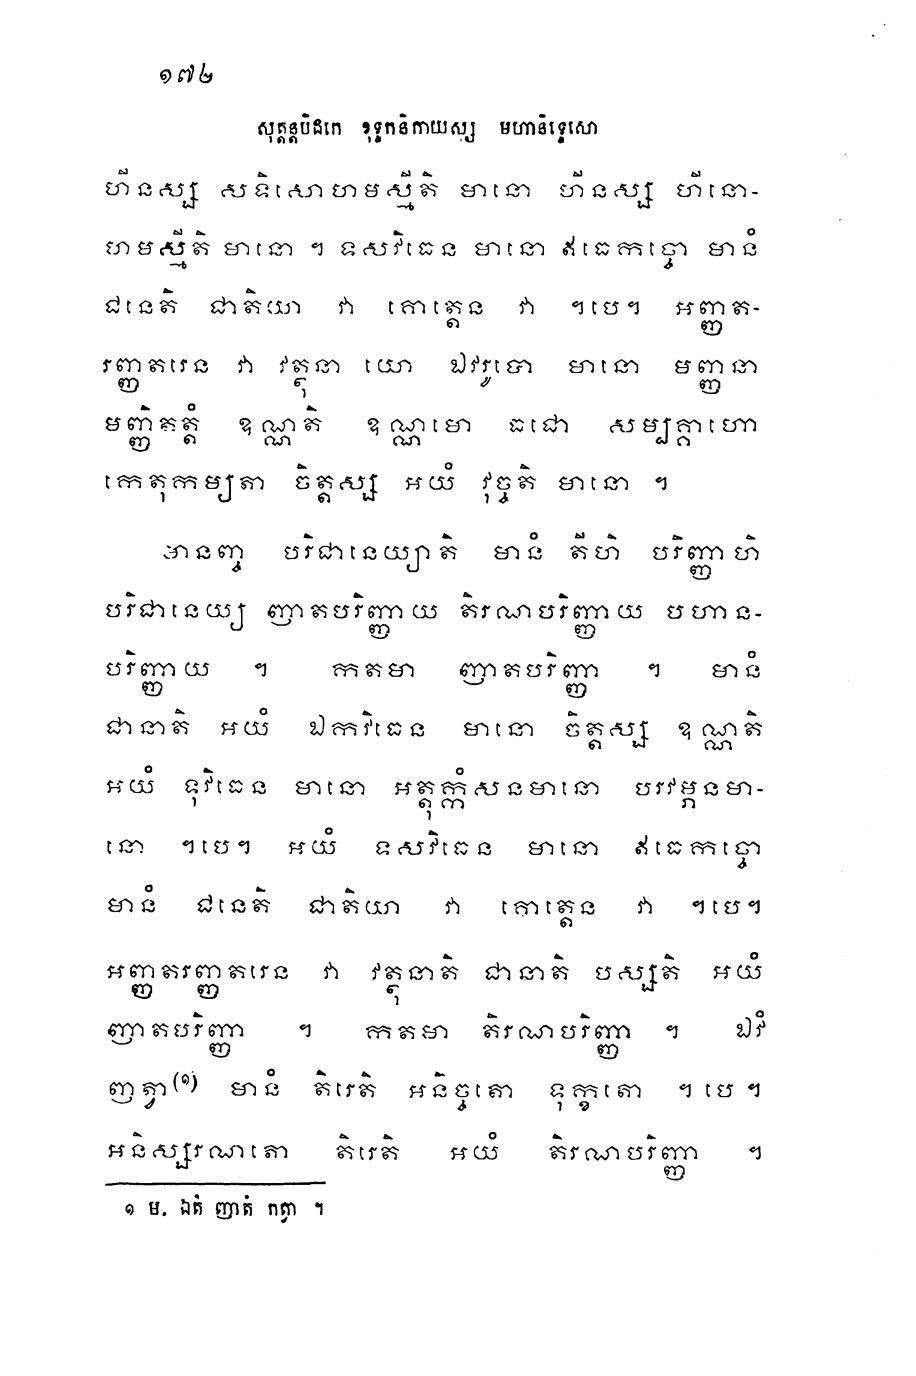 ១៧២
សុត្តន្តបិដកេ ខុទ្ទកនិកាយស្ស មហានិទ្ទេសោ
ហីនស្ស សទិសោហមស្មីតិ មានោ ហីនស្ស ហីនោ-
ហមស្មីតិ មានោ ។ ទសវិធេន មានោ ឥធេកច្ចោ មានំ
ជនេតិ ជាតិយា វា គោត្តេន វា ។បេ។ អញ្ញត-
រញ្ញតរេន វា វត្ថុនា យោ ឯវរូបោ មានោ មញ្ញនា
មញ្ញិតត្តំ ឧណ្ណតិ ឧណ្ណមោ ធជោ សម្បគ្គាហោ
កេតុកម្យតា ចិត្តស្ស អយំ វុច្ចតិ មានោ ។
មានញ្ច បរិជានេយ្យាតិ មានំ តីហិ បរិញ្ញាហិ
បរិជានេយ្យ ញាតបរិញ្ញាយ តិរណបរិញ្ញាយ បហាន-
បរិញ្ញាយ ។ កតមា ញាតបរិញ្ញា ។ មានំ
ជានាតិ អយំ ឯកវិធេន មានោ ចិត្តស្ស ឧណ្ណតិ
អយំ ទុវិធេន មានោ អត្តុក្កំសនមានោ បរវម្ភនមា-
នោ ។បេ។ អយំ ទសវិធេន មានោ ឥធេកច្ចោ
មានំ ជនេតិ ជាតិយា វា គោត្តេន វា ។បេ។
អញ្ញតរញ្ញតរេន វា វត្ថុនាតិ ជានាតិ បស្សតិ អយំ
ញាតបរិញ្ញា ។ កតមា តិរណបរិញ្ញា ។ ឯវំ
ញត្វា(១) មានំ តិរេតិ អនិច្ចតោ ទុក្ខតោ ។បេ។
អនិស្សរណតោ តិរេតិ អយំ តិរណបរិញ្ញា ។
១ ម. ឯតំ ញាតំ កត្វា ។